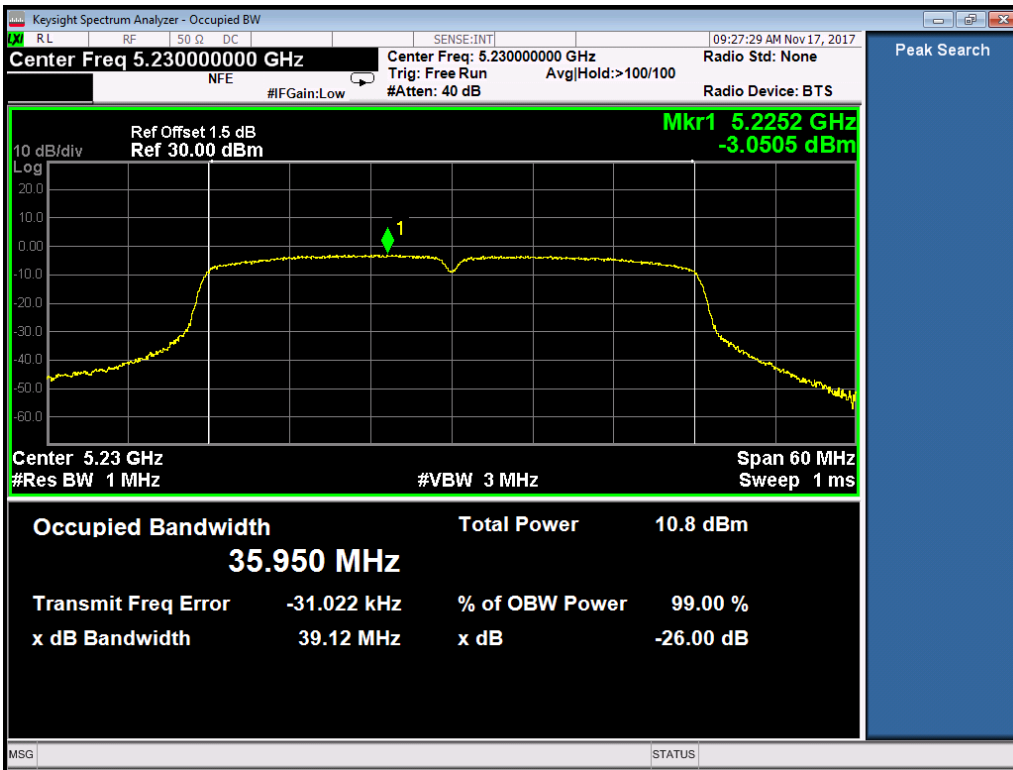 Keysight Spectrum Analyzer - Occupied BW
LXI RL RF 50 Ω DC SENSE:INT 09:27:29 AM Nov 17, 2017
Center Freq 5.230000000 GHz
NFE
#IFGain:Low
Center Freq: 5.230000000 GHz
Trig: Free Run Avg|Hold:>100/100
#Atten: 40 dB
Radio Std: None
Radio Device: BTS
Peak Search
Mkr1 5.2252 GHz
-3.0505 dBm
Ref Offset 1.5 dB
10 dB/div Ref 30.00 dBm
Log
20.0
10.0
0.00
-10.0
-20.0
-30.0
-40.0
-50.0
-60.0
1
Center 5.23 GHz Span 60 MHz
#Res BW 1 MHz #VBW 3 MHz Sweep 1 ms
Occupied Bandwidth Total Power 10.8 dBm
35.950 MHz
Transmit Freq Error -31.022 kHz % of OBW Power 99.00 %
x dB Bandwidth 39.12 MHz x dB -26.00 dB
MSG STATUS